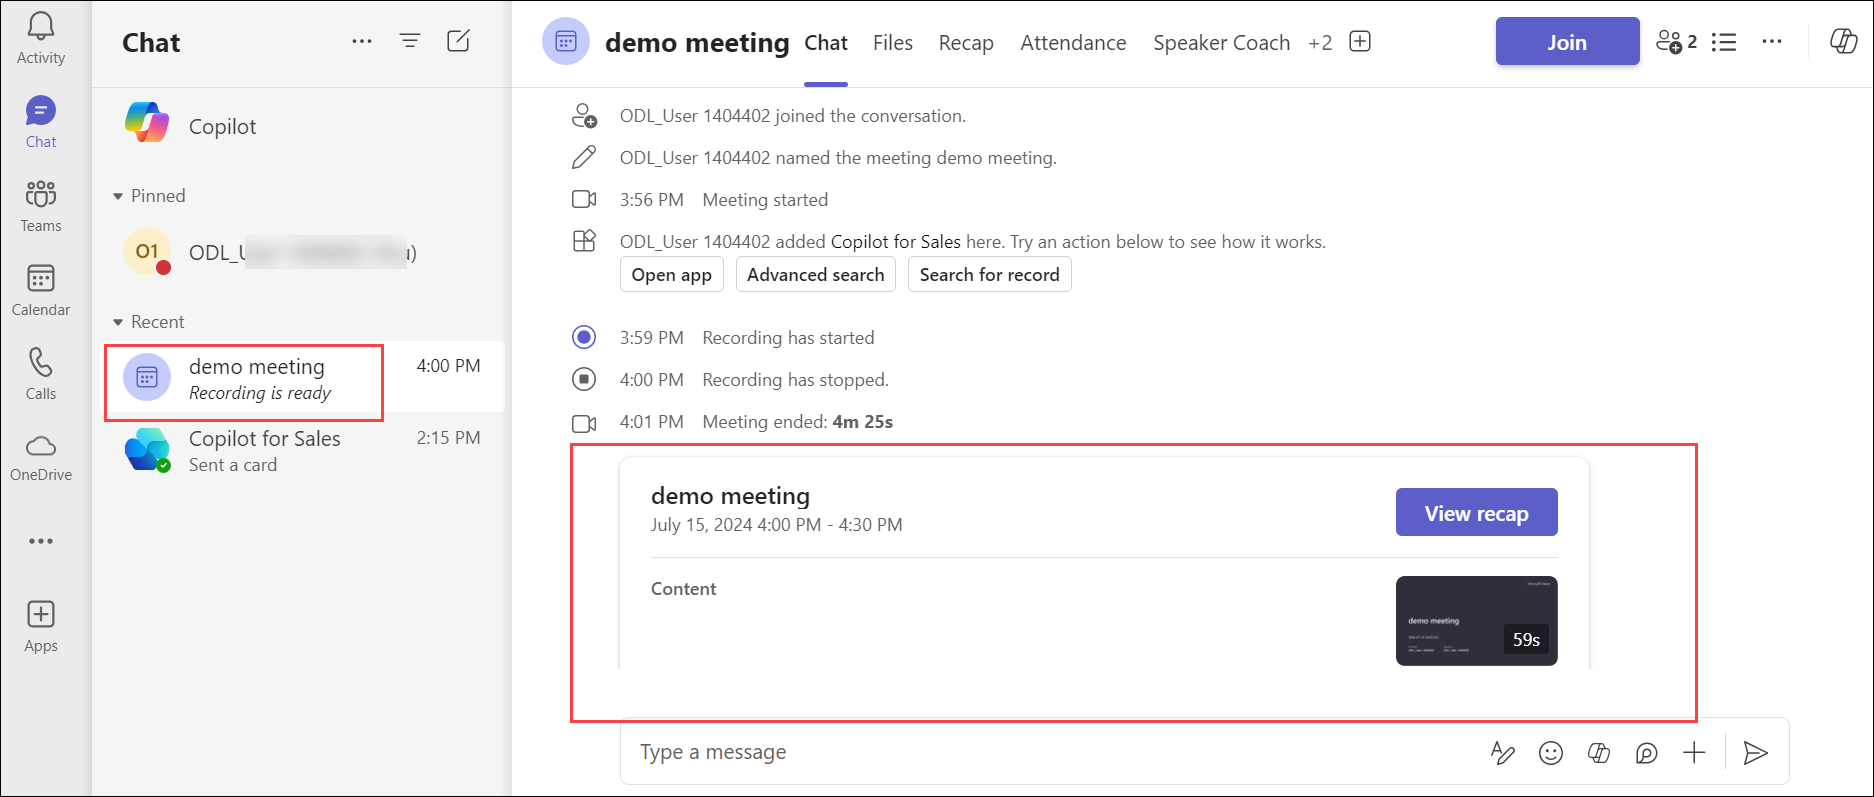 Activity
Chat
Teams
Calendar
Calls
OneDrive
Apps
Chat
Copilot
Pinned
O1
ODL_U
Recent
demo meeting
4:00 PM
Recording is ready
Copilot for Sales
2:15 PM
Sent a card
demo meeting
Chat Files Recap Attendance Speaker Coach +2
Join
2
ODL_User 1404402 joined the conversation.
ODL_User 1404402 named the meeting demo meeting.
3:56 PM Meeting started
ODL_User 1404402 added Copilot for Sales here. Try an action below to see how it works.
Open app Advanced search Search for record
3:59 PM Recording has started
4:00 PM Recording has stopped.
4:01 PM Meeting ended: 4m 25s
demo meeting
July 15, 2024 4:00 PM - 4:30 PM
View recap
Content
demo meeting
59s
Type a message